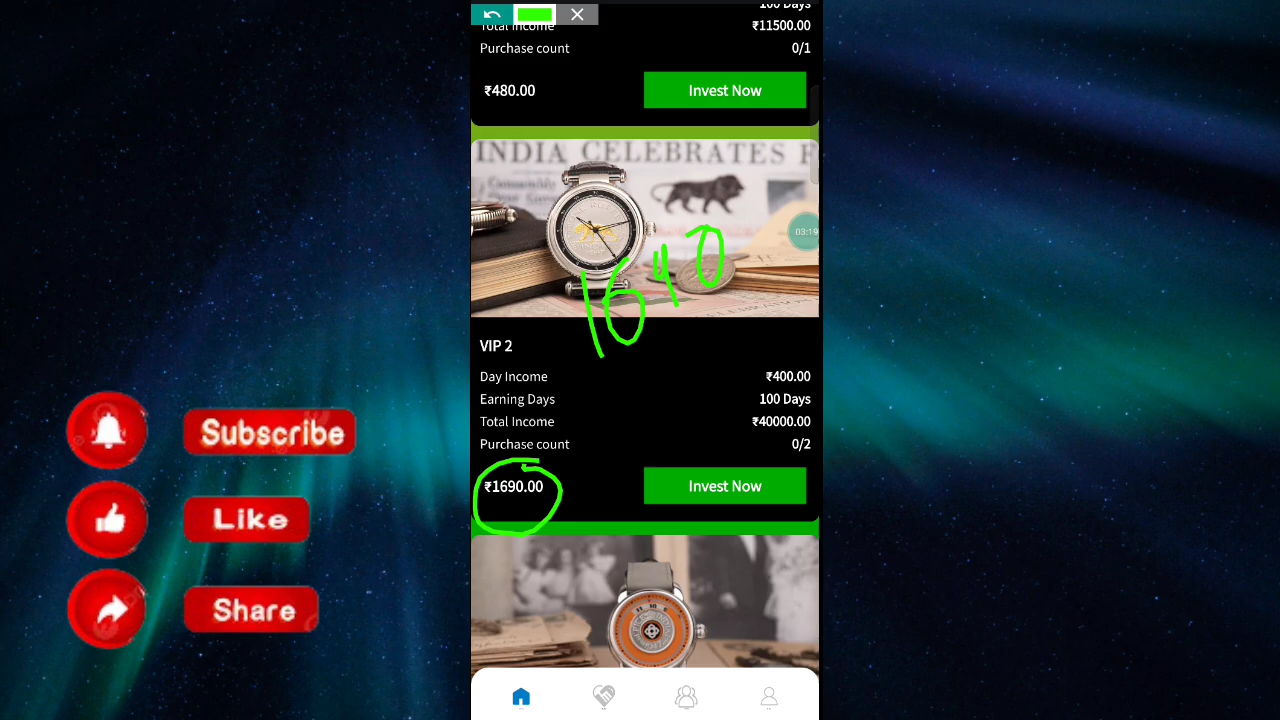 100 Days
Total Income ₹11500.00
Purchase count 0/1
₹480.00 Invest Now
INDIA CELEBRATES F
03:19
1640
VIP 2
Day Income ₹400.00
Earning Days 100 Days
Total Income ₹40000.00
Purchase count 0/2
₹1690.00 Invest Now
Subscribe
Like
Share